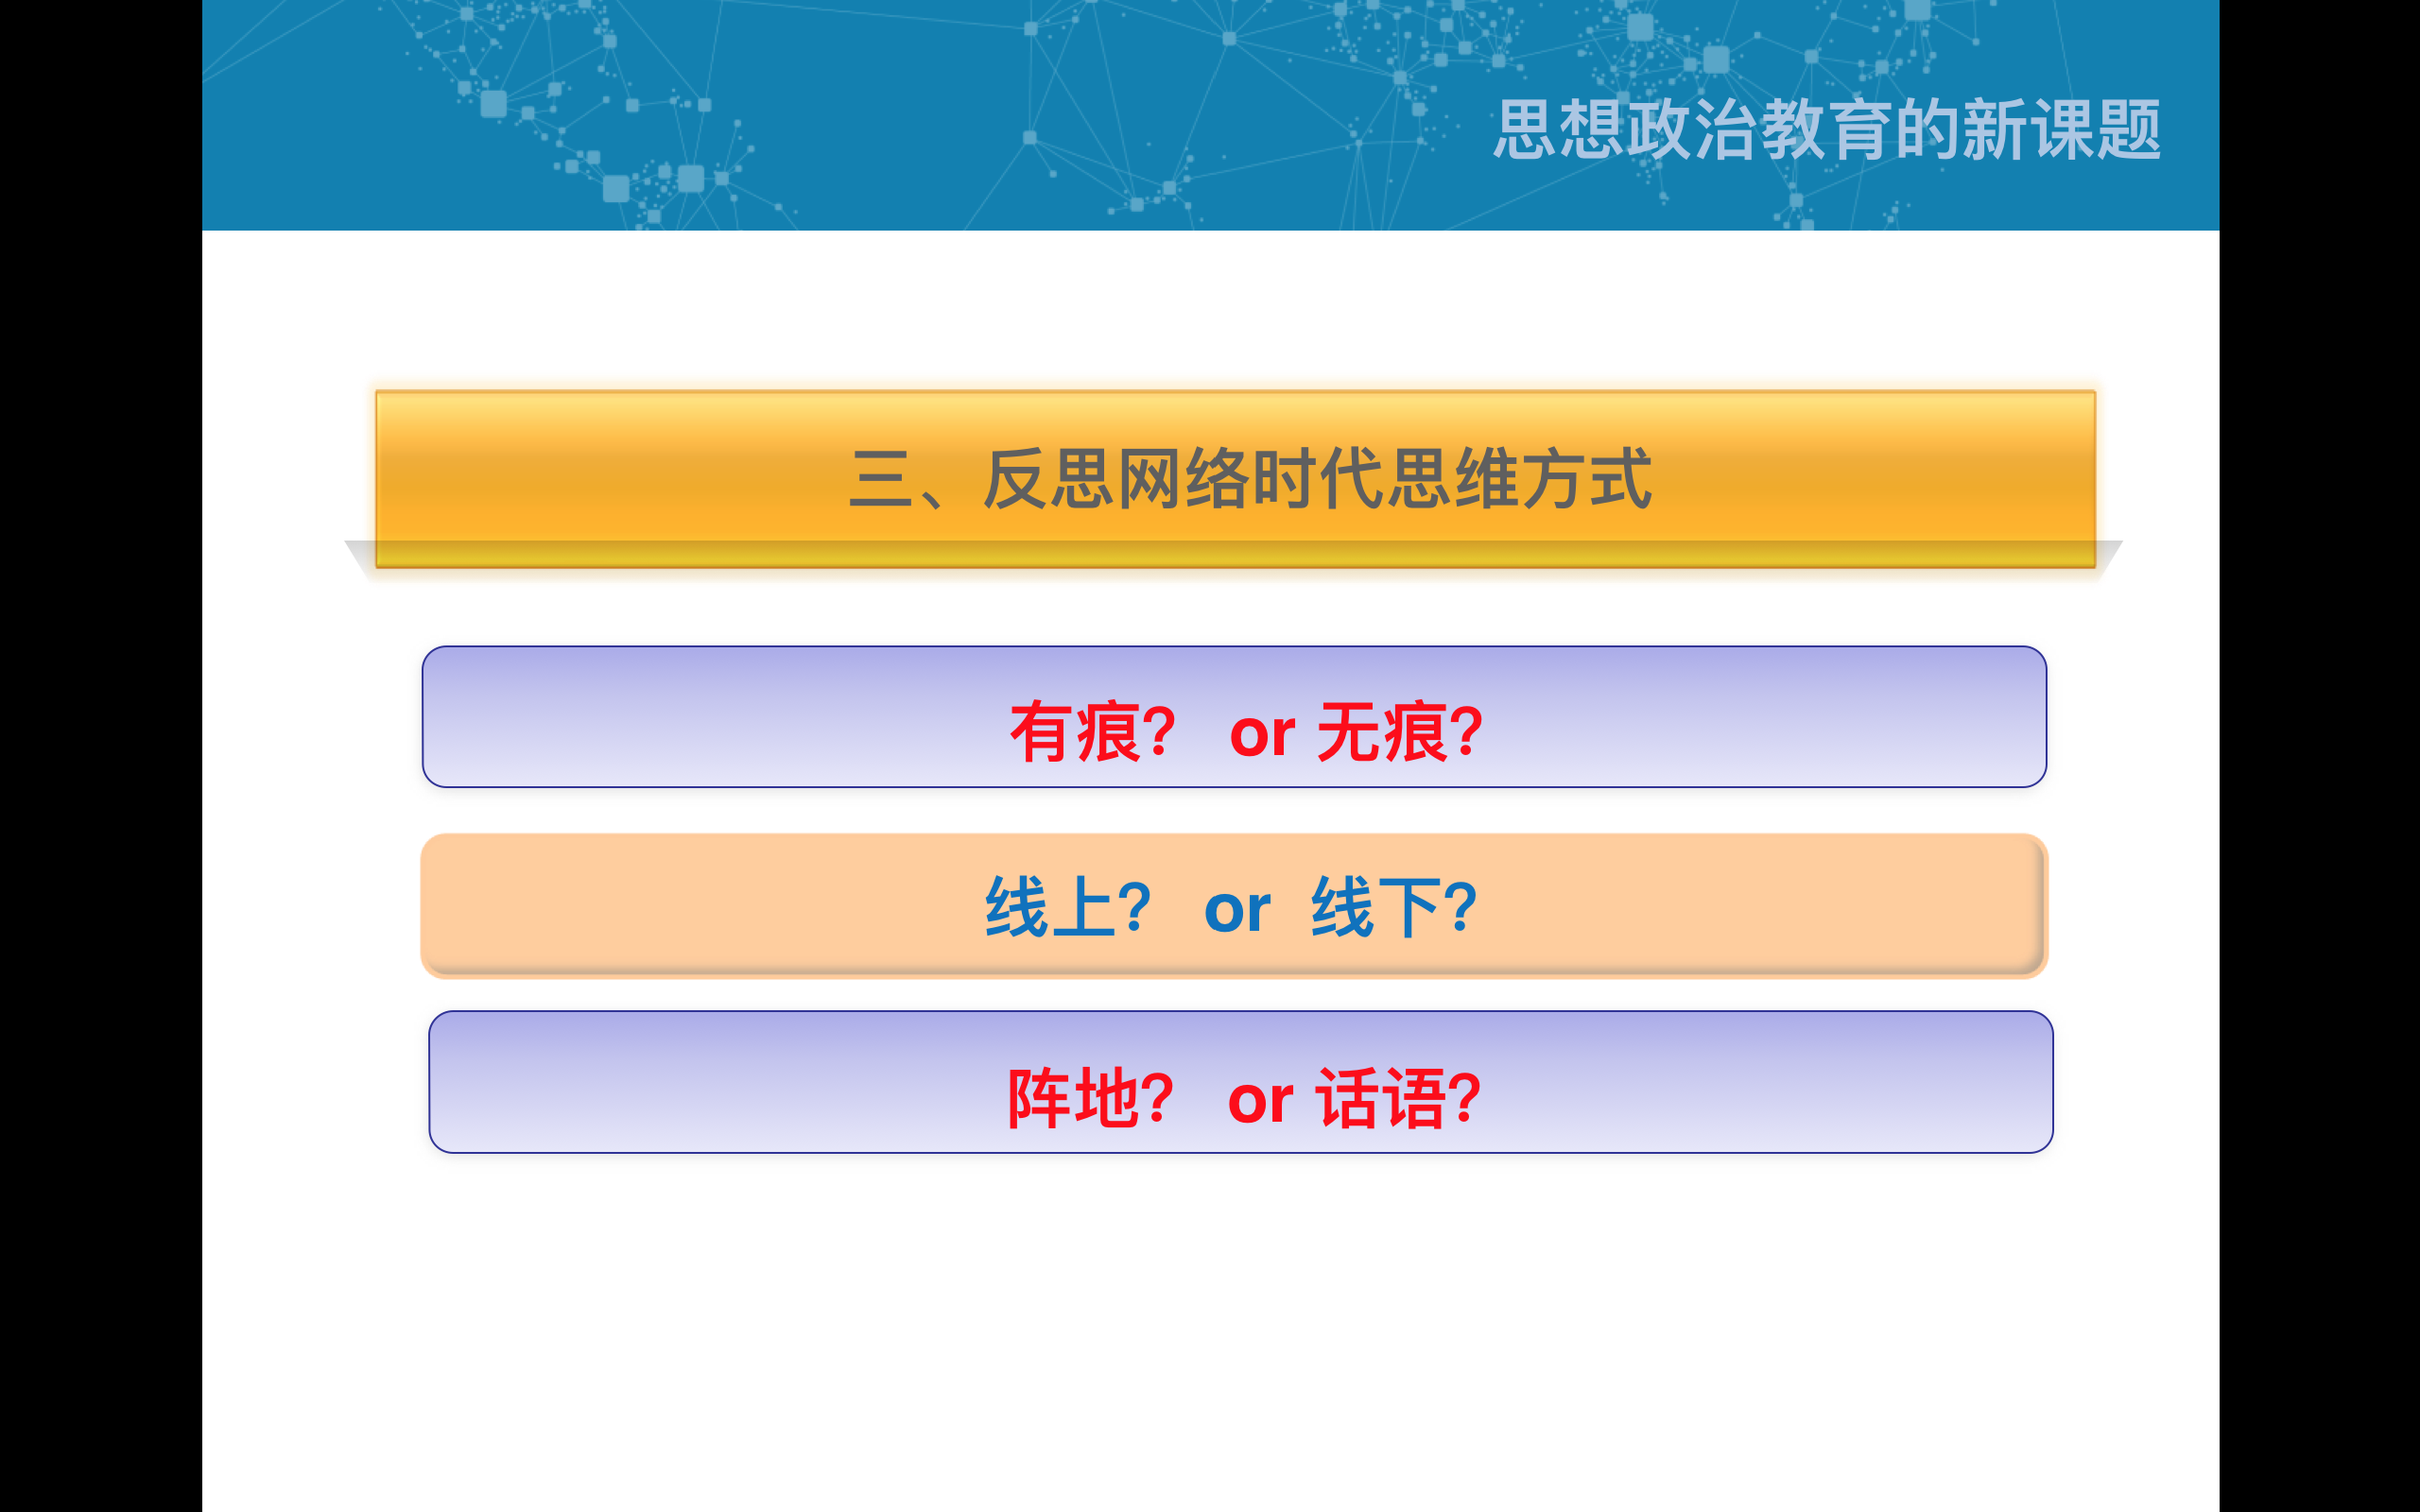 思想政治教育的新课题
三、反思网络时代思维方式
有痕？ or 无痕？
线上？ or 线下？
阵地？ or 话语？